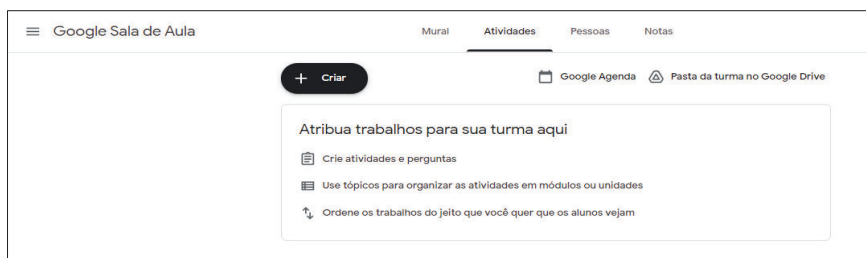 Google Sala de Aula Mural Atividades Pessoas Notas
+ Criar Google Agenda Pasta da turma no Google Drive
Atribua trabalhos para sua turma aqui
Crie atividades e perguntas
Use tópicos para organizar as atividades em módulos ou unidades
Ordene os trabalhos do jeito que você quer que os alunos vejam